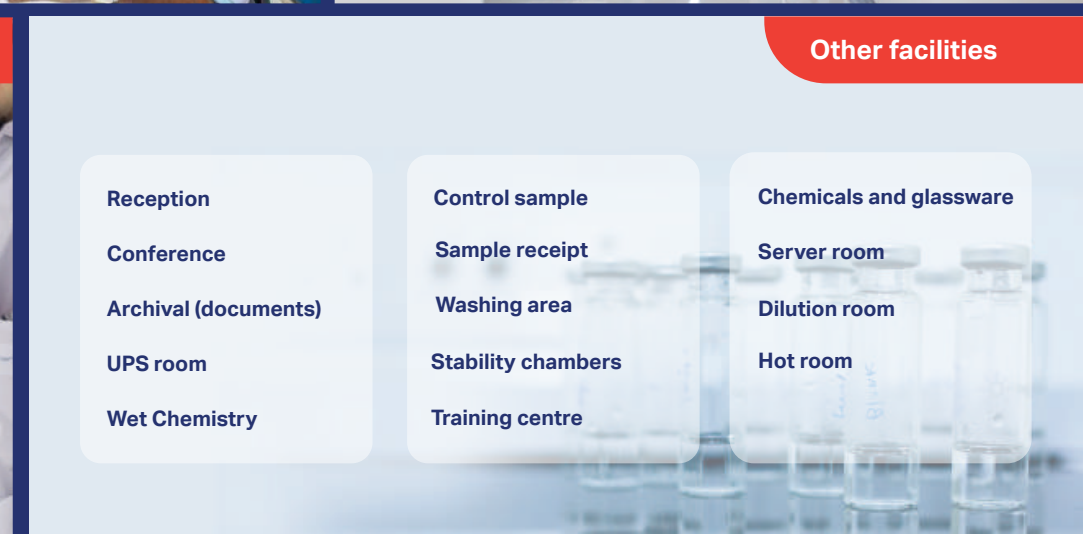 Other facilities
Reception
Conference
Archival (documents)
UPS room
Wet Chemistry
Control sample
Sample receipt
Washing area
Stability chambers
Training centre
Chemicals and glassware
Server room
Dilution room
Hot room
Blank